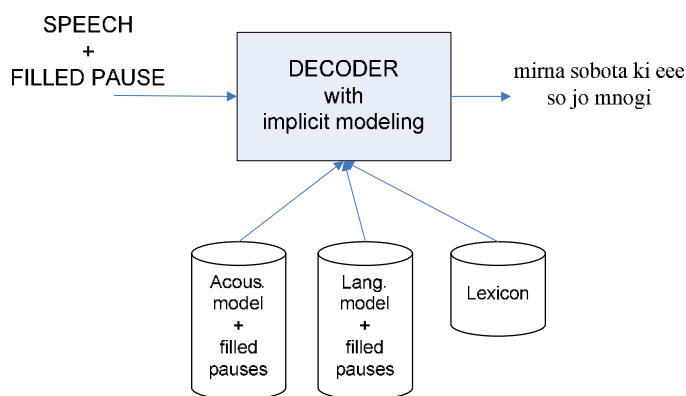 SPEECH
+
FILLED PAUSE
DECODER
with
implicit modeling
mirna sobota ki eee
so jo mnogi
Acous.
model
+
filled
pauses
Lang.
model
+
filled
pauses
Lexicon